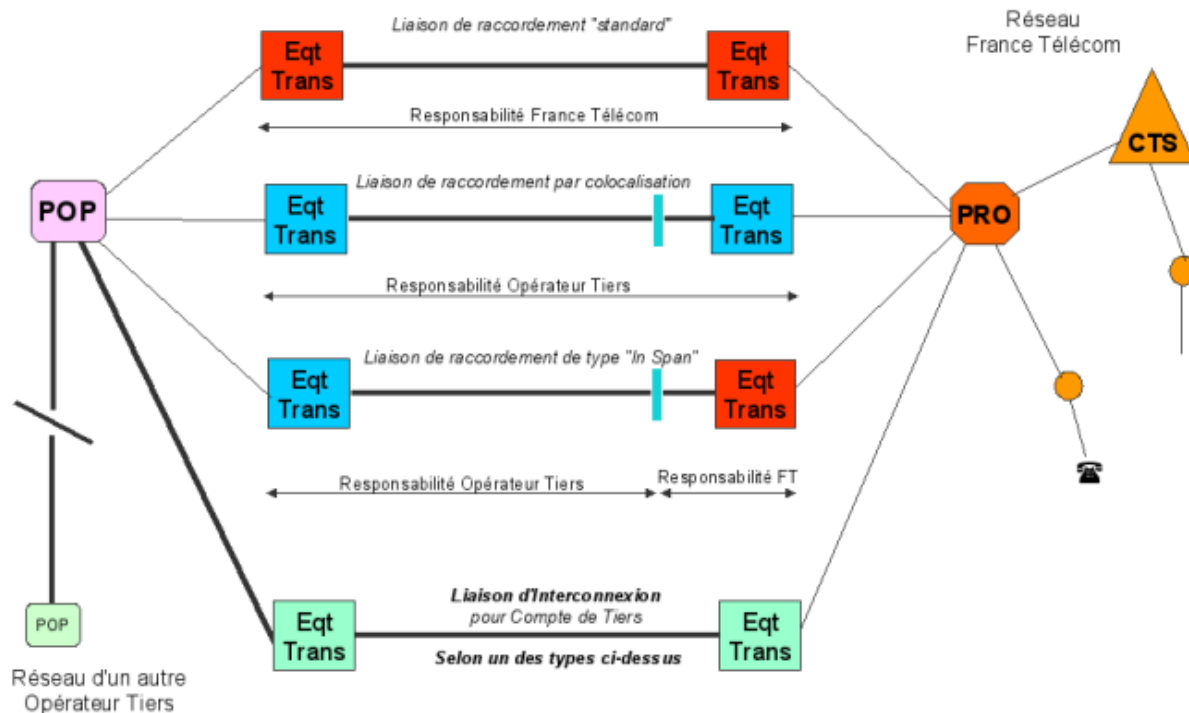 Liaison de raccordement "standard"
Réseau
France Télécom
Eqt
Trans
Eqt
Trans
Responsabilité France Télécom
CTS
Liaison de raccordement par colocalisation
POP
Eqt
Trans
Eqt
Trans
PRO
Responsabilité Opérateur Tiers
Liaison de raccordement de type "In Span"
Eqt
Trans
Eqt
Trans
Responsabilité Opérateur Tiers
Responsabilité FT
Liaison d'Interconnexion
pour Compte de Tiers
Eqt
Trans
Eqt
Trans
Selon un des types ci-dessus
POP
Réseau d'un autre
Opérateur Tiers